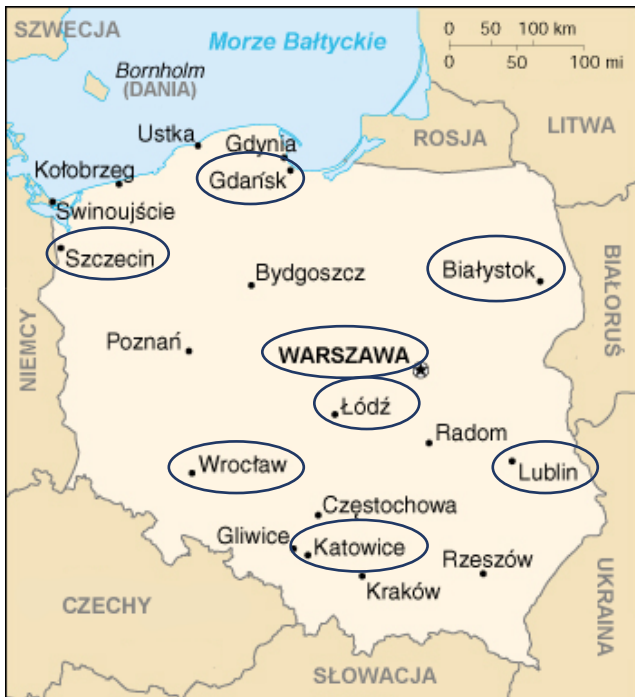 SZWECJA
Morze Bałtyckie
0 50 100 km
0 50 100 mi
Bornholm
(DANIA)
Ustka
Gdynia
ROSJA
LITWA
Kołobrzeg
Gdańsk
Świnoujście
Szczecin
Bydgoszcz
Białystok
BIAŁORUŚ
NIEMCY
Poznań
WARSZAWA
Łódź
Radom
Wrocław
Lublin
Częstochowa
Gliwice
Katowice
Rzeszów
Kraków
UKRAINA
CZECHY
SŁOWACJA